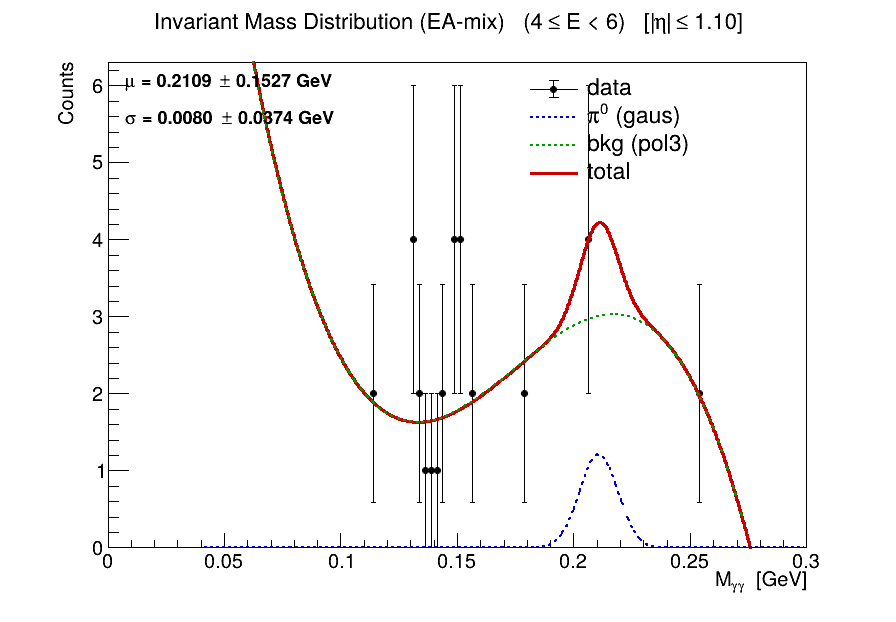 Invariant Mass Distribution (EA-mix) (4 ≤ E < 6) [|η| ≤ 1.10]
Counts
μ = 0.2109 ± 0.1527 GeV
σ = 0.0080 ± 0.0374 GeV
data
π⁰ (gaus)
bkg (pol3)
total
6
5
4
3
2
1
0
0 0.05 0.1 0.15 0.2 0.25 0.3
Mγγ [GeV]